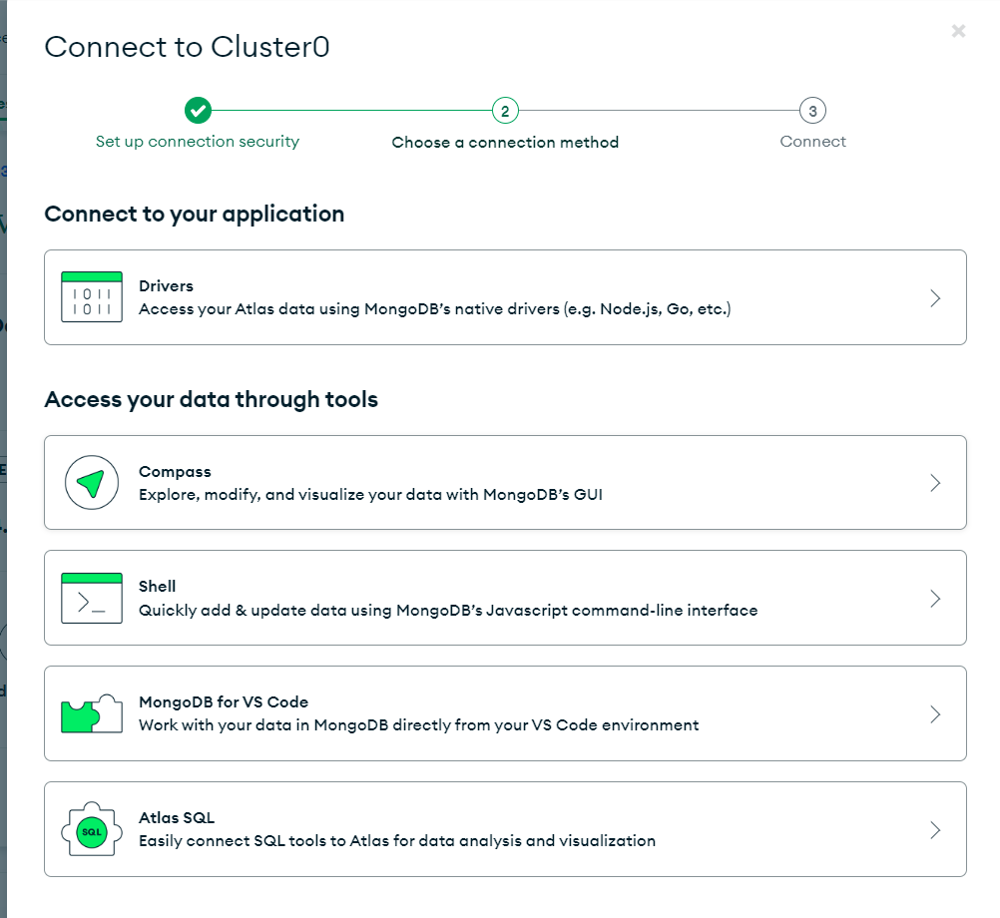 Connect to Cluster0
2
3
Set up connection security
Choose a connection method
Connect
Connect to your application
1011
1011
Drivers
Access your Atlas data using MongoDB’s native drivers (e.g. Node.js, Go, etc.)
Access your data through tools
Compass
Explore, modify, and visualize your data with MongoDB’s GUI
Shell
Quickly add & update data using MongoDB’s Javascript command-line interface
MongoDB for VS Code
Work with your data in MongoDB directly from your VS Code environment
SQL
Atlas SQL
Easily connect SQL tools to Atlas for data analysis and visualization